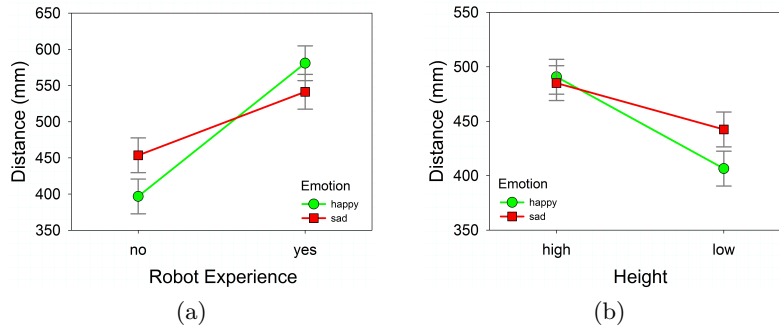 650
600
550
500
450
400
350
Distance (mm)
Emotion
happy
sad
no
yes
Robot Experience
(a)
550
500
450
400
350
Distance (mm)
Emotion
happy
sad
high
low
Height
(b)